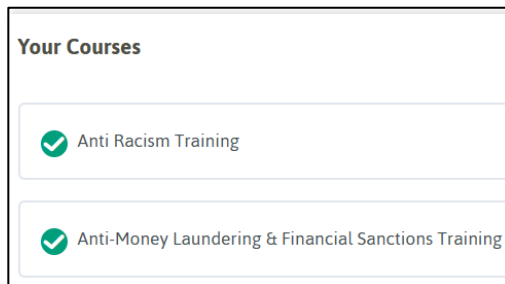 Your Courses
Anti Racism Training
Anti-Money Laundering & Financial Sanctions Training